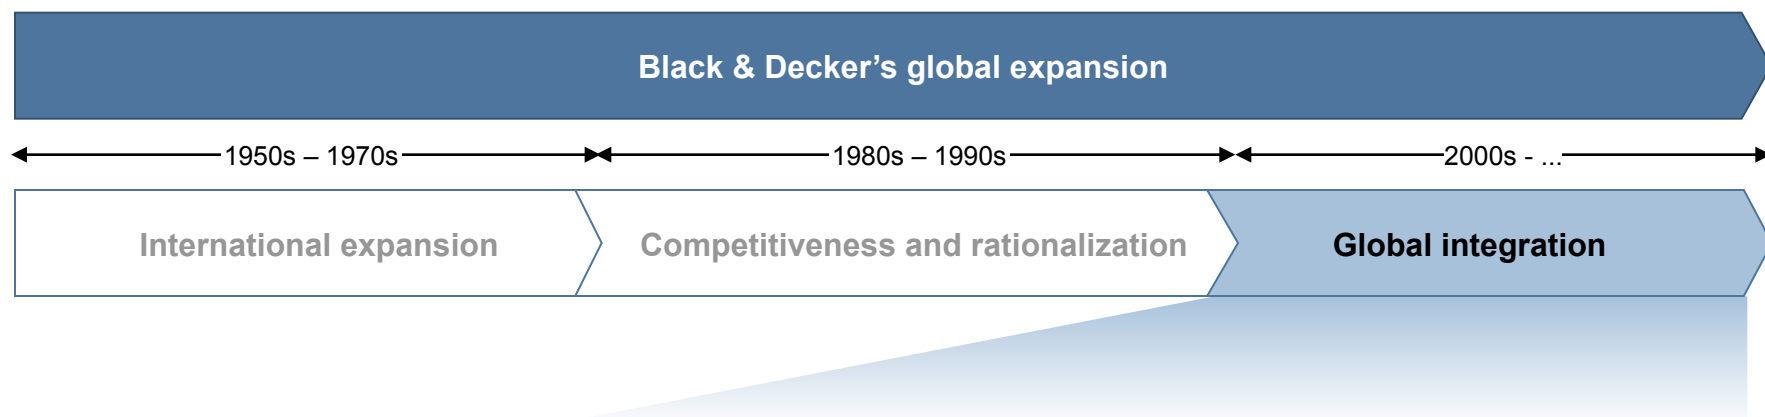 Black & Decker’s global expansion
1950s – 1970s
1980s – 1990s
2000s - ...
International expansion
Competitiveness and rationalization
Global integration